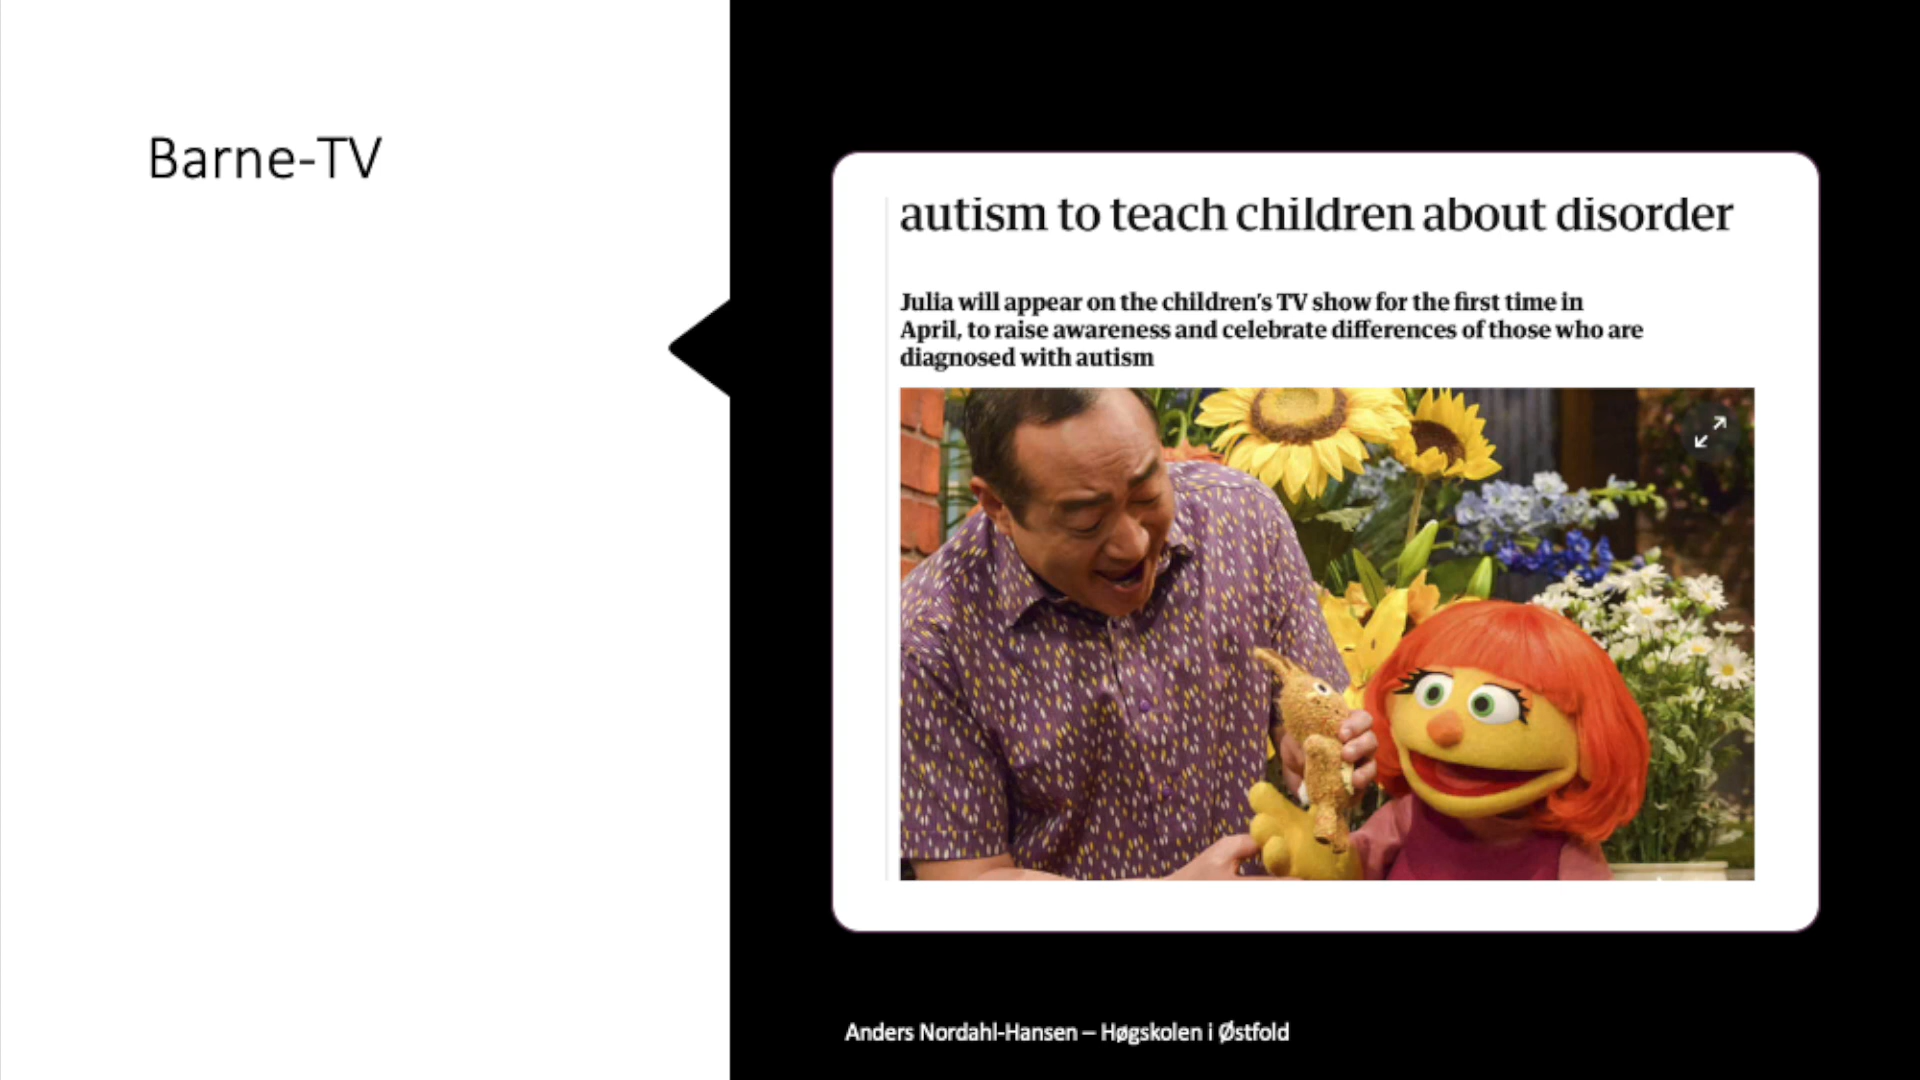 Barne-TV
autism to teach children about disorder
Julia will appear on the children's TV show for the first time in
April, to raise awareness and celebrate differences of those who are
diagnosed with autism
Anders Nordahl-Hansen – Høgskolen i Østfold